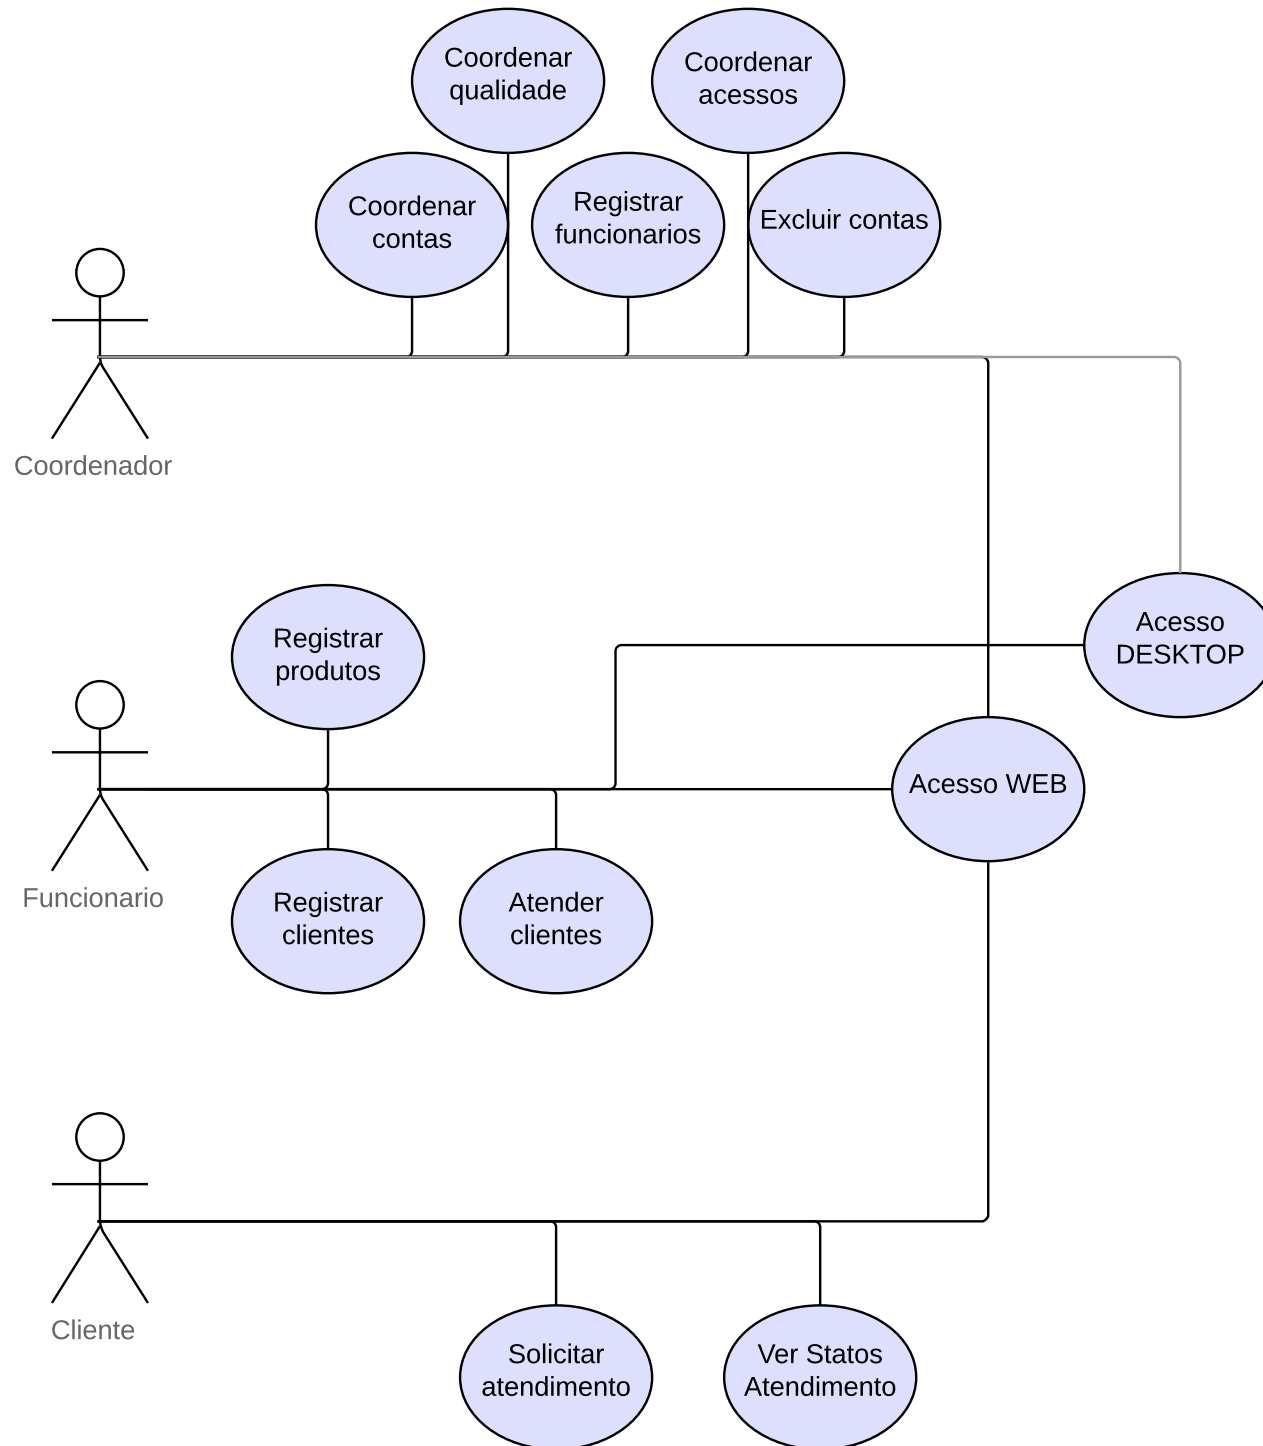 Coordenar
qualidade
Coordenar
acessos
Coordenar
contas
Registrar
funcionarios
Excluir contas
Coordenador
Acesso
DESKTOP
Registrar
produtos
Acesso WEB
Funcionario
Registrar
clientes
Atender
clientes
Cliente
Solicitar
atendimento
Ver Statos
Atendimento